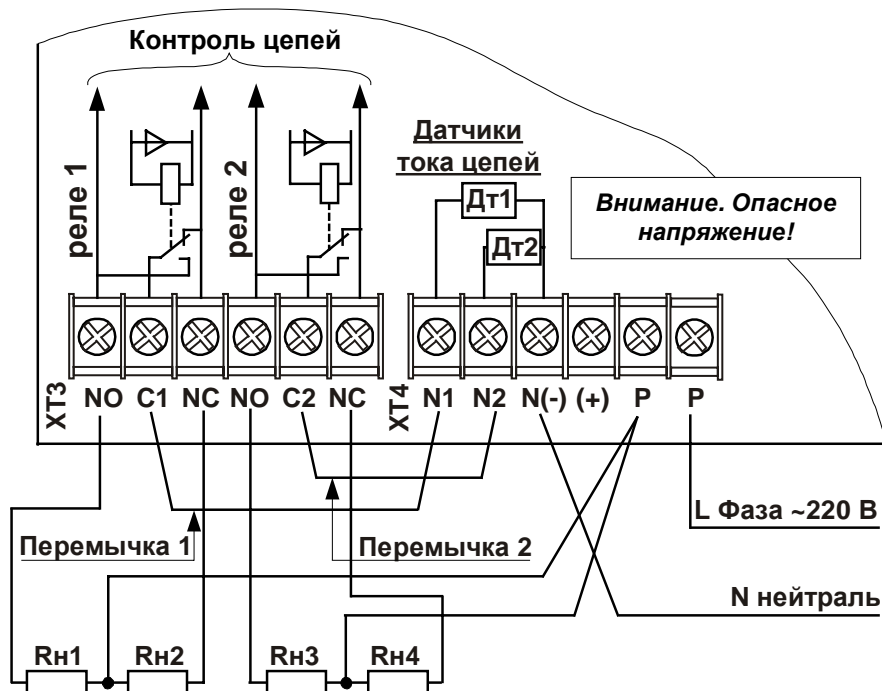 Контроль цепей
реле 1
реле 2
Датчики
тока цепей
Дт1
Дт2
Внимание. Опасное
напряжение!
XT3 NO C1 NC NO C2 NC
XT4 N1 N2 N(-) (+) P P
L Фаза ~220 В
Перемычка 1
Перемычка 2
N нейтраль
Rн1 Rн2 Rн3 Rн4